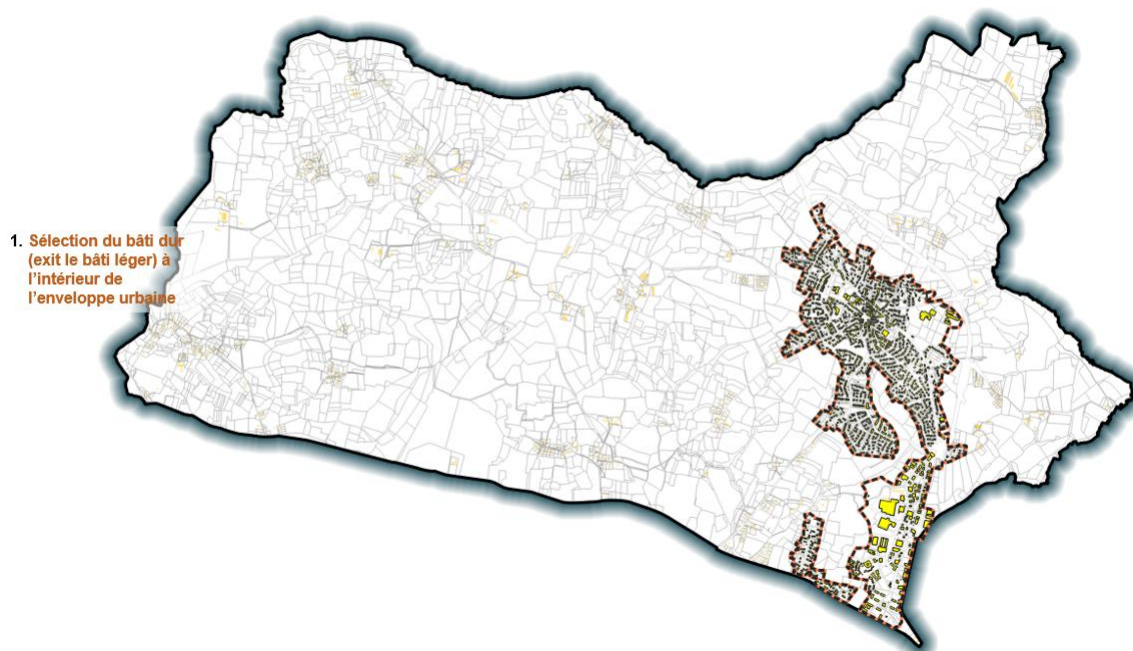 1. Sélection du bâti dur
(exit le bâti léger) à
l’intérieur de
l’enveloppe urbaine